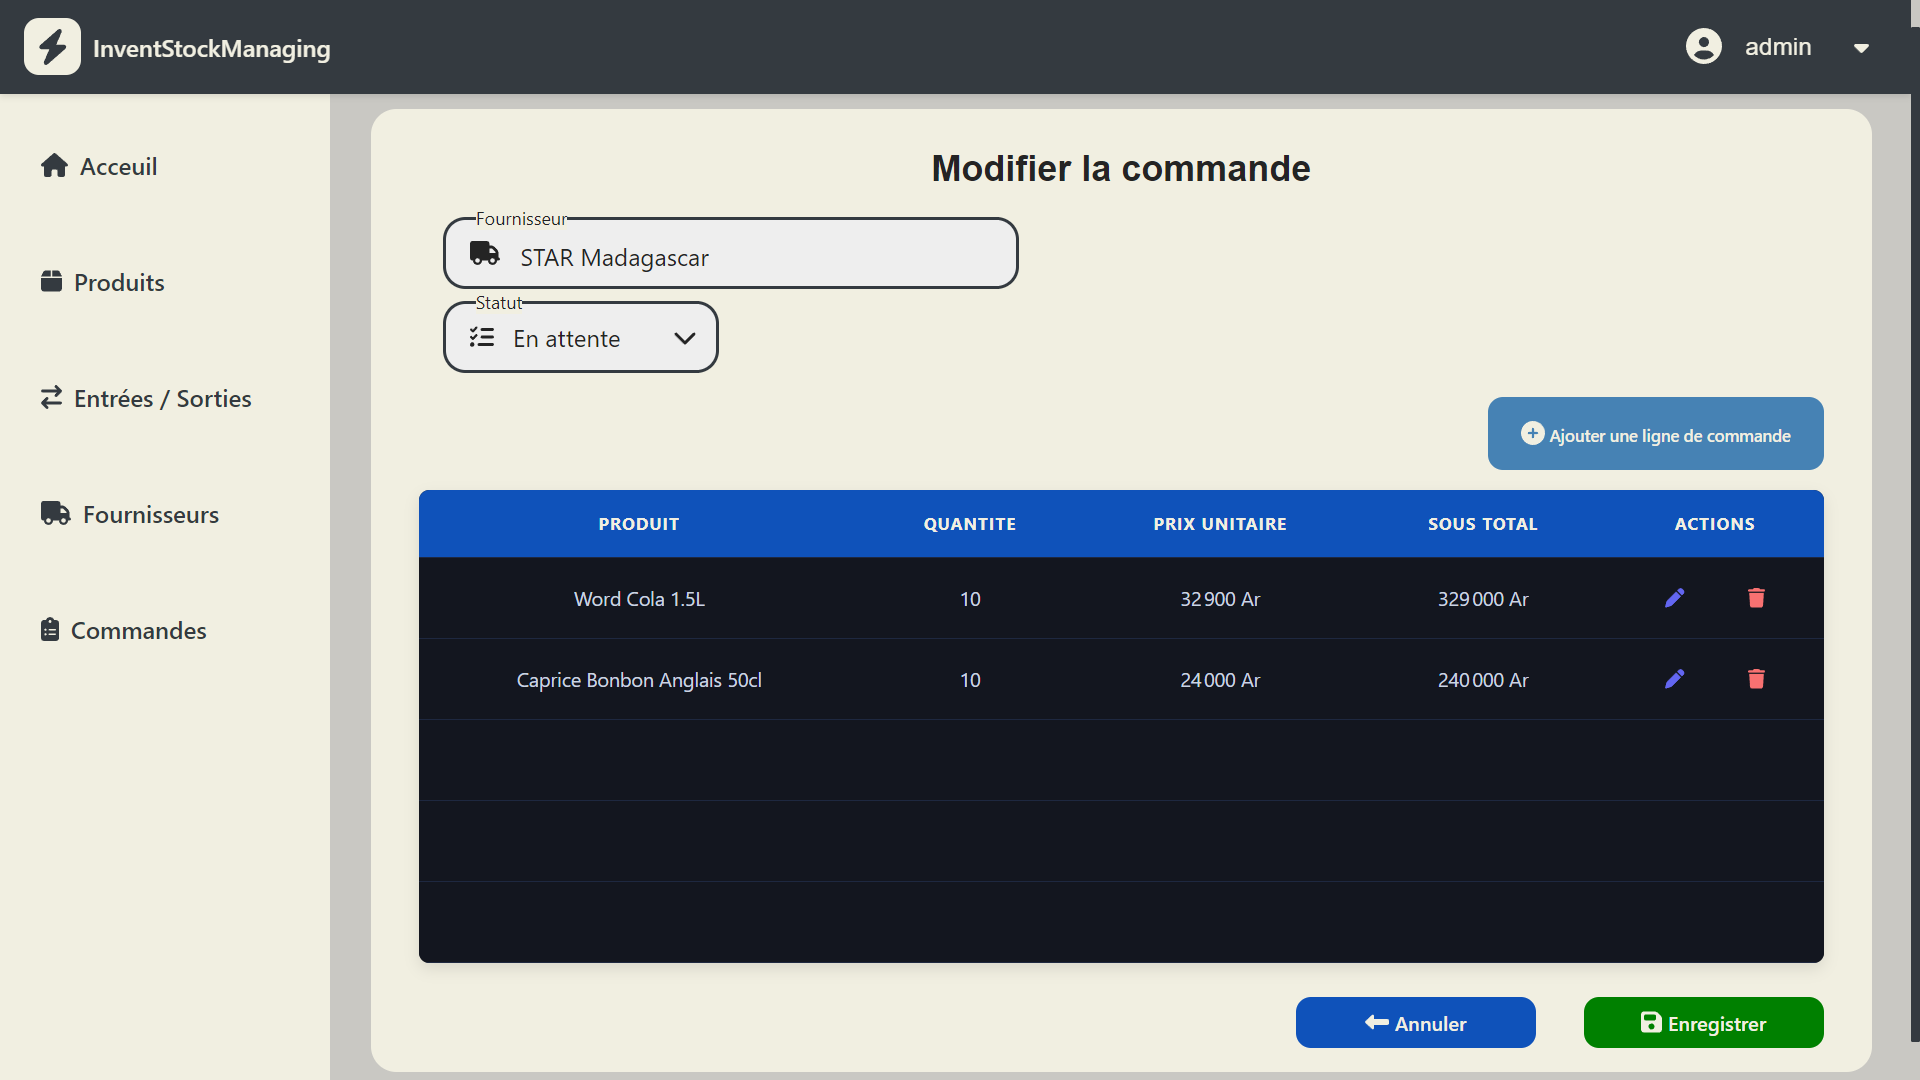 InventStockManaging
admin
Acceuil
Produits
Entrées / Sorties
Fournisseurs
Commandes
Modifier la commande
Fournisseur
STAR Madagascar
Statut
En attente
Ajouter une ligne de commande
PRODUIT QUANTITE PRIX UNITAIRE SOUS TOTAL ACTIONS
Word Cola 1.5L 10 32 900 Ar 329 000 Ar
Caprice Bonbon Anglais 50cl 10 24 000 Ar 240 000 Ar
Annuler Enregistrer